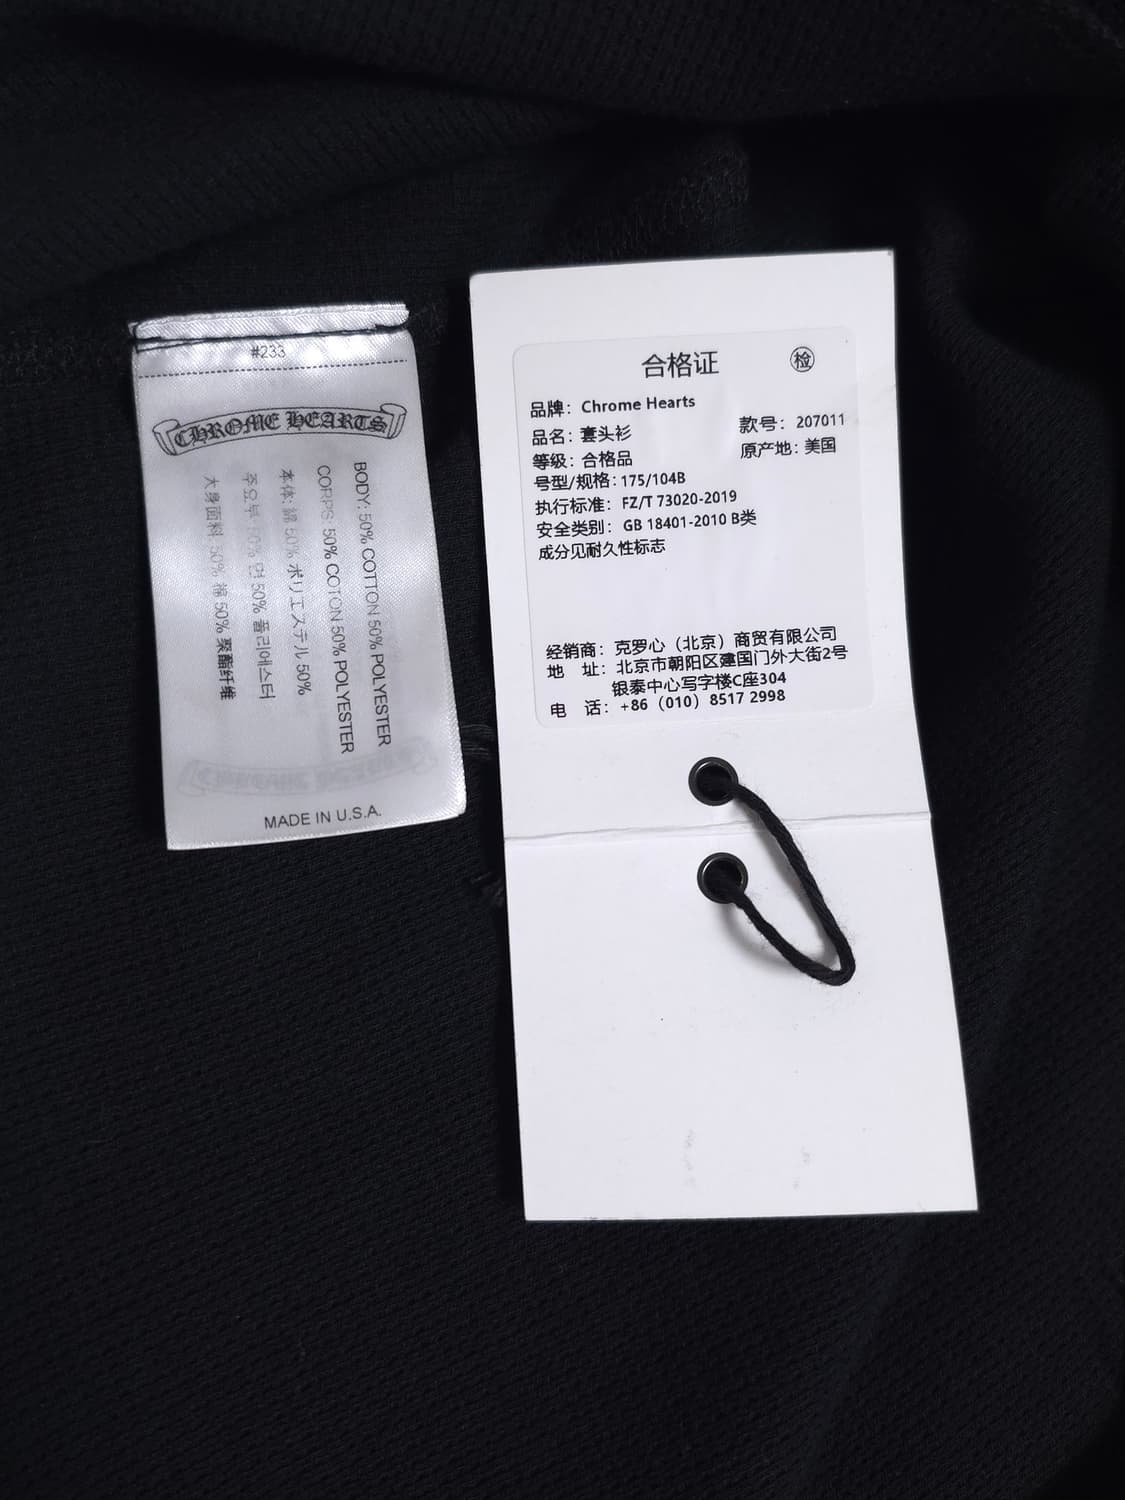 #233
CHROME HEARTS
BODY: 50% COTTON 50% POLYESTER
CORPS: 50% COTON 50% POLYESTER
本体: 綿 50% ポリエステル 50%
주요부 50% 면 50% 폴리에스터
大身面料 50% 棉 50% 聚酯纤维
MADE IN U.S.A.
合格证 检
品牌：Chrome Hearts
品名：套头衫 款号：207011
等级：合格品 原产地：美国
号型/规格：175/104B
执行标准：FZ/T 73020-2019
安全类别：GB 18401-2010 B类
成分见耐久性标志
经销商：克罗心（北京）商贸有限公司
地 址：北京市朝阳区建国门外大街2号
银泰中心写字楼C座304
电 话：+86（010）8517 2998